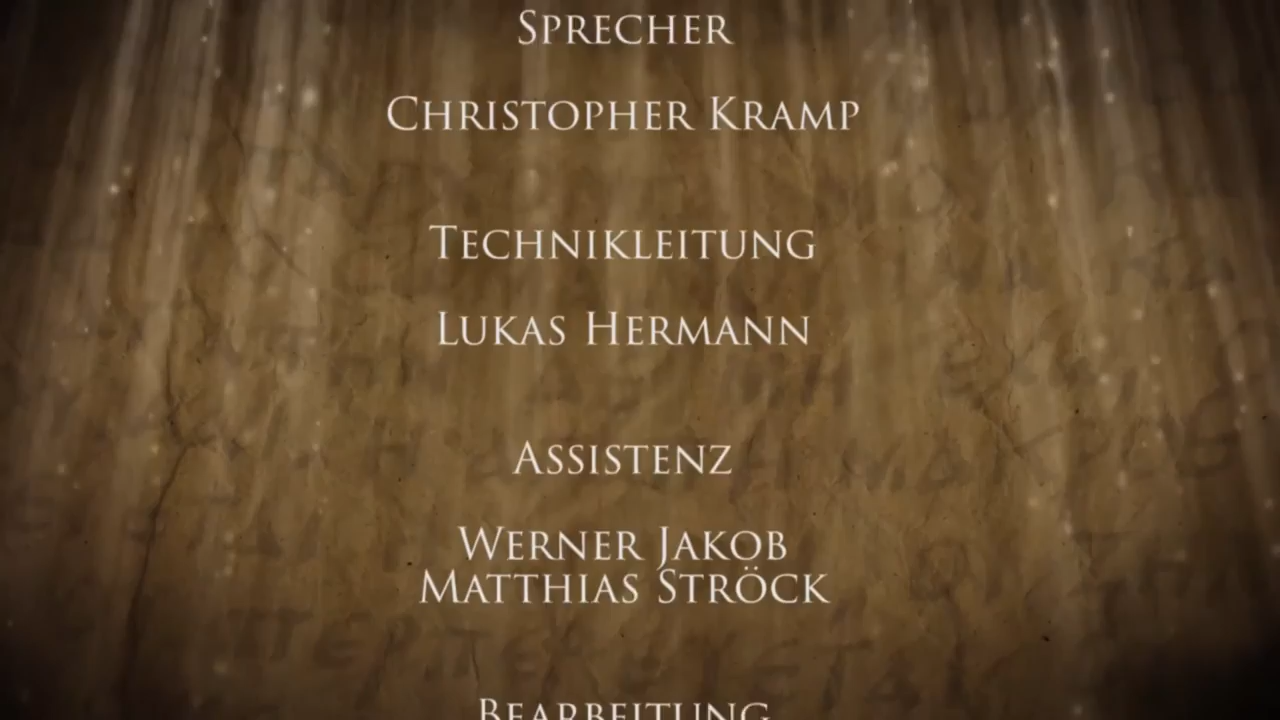 Sprecher
Christopher Kramp
Technikleitung
Lukas Hermann
Assistenz
Werner Jakob
Matthias Ströck
Bearbeitung